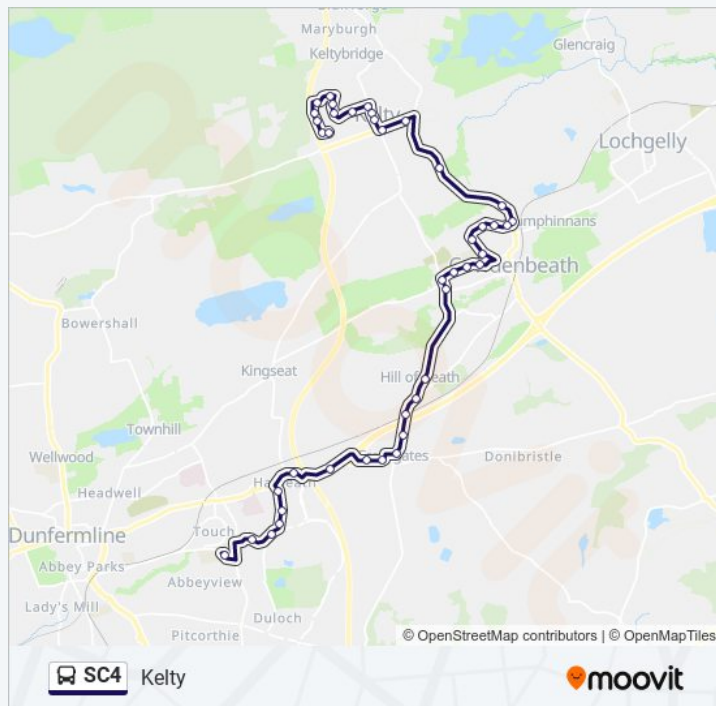 Maryburgh
Keltybridge
Glencraig
Kelty
Lochgelly
Bowershall
Kingseat
Hill of Beath
Townhill
Donibristle
Wellwood
Headwell
Touch
Dunfermline
Abbey Parks
Abbeyview
Lady's Mill
Duloch
Pitcorthie
© OpenStreetMap contributors | © OpenMapTiles
SC4 Kelty
moovit